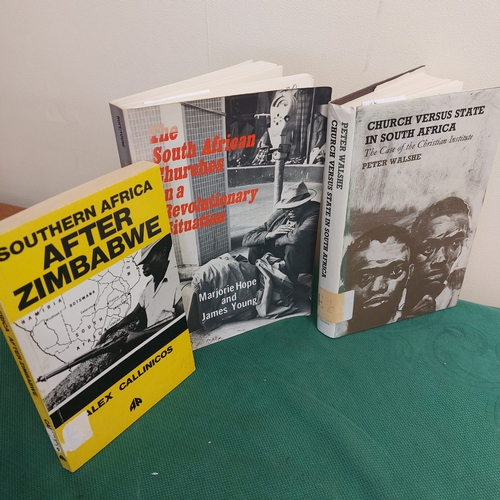 SOUTHERN AFRICA
AFTER
ZIMBABWE
NAMIBIA
BOTSWANA
ALEX CALLINICOS
The
South African
Churches
in a
Revolutionary
Situation
Marjorie Hope
and
James Young
PETER WALSHE
CHURCH VERSUS STATE IN SOUTH AFRICA
CHURCH VERSUS STATE
IN SOUTH AFRICA
The Case of the Christian Institute
PETER WALSHE